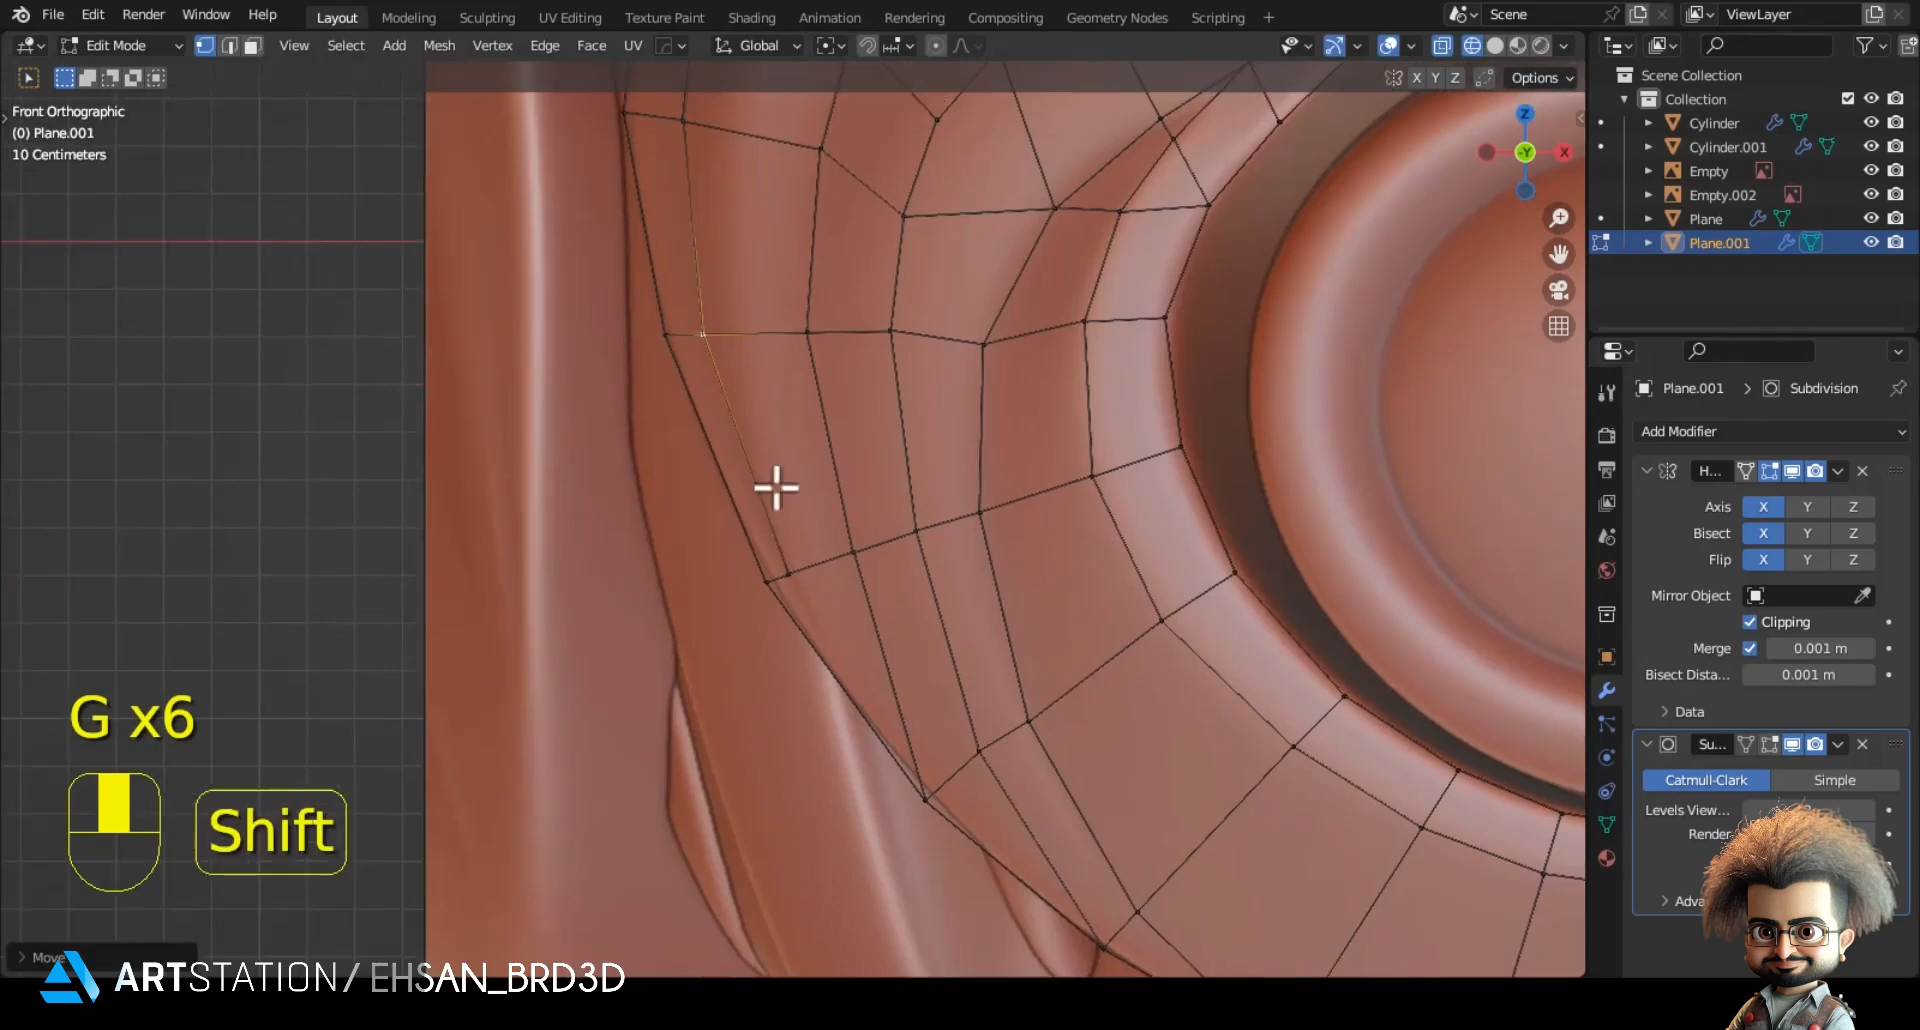 File Edit Render Window Help Layout Modeling Sculpting UV Editing Texture Paint Shading Animation Rendering Compositing Geometry Nodes Scripting + Scene ViewLayer
Edit Mode View Select Add Mesh Vertex Edge Face UV Global
X Y Z Options
Front Orthographic
(0) Plane.001
10 Centimeters
Z
-Y X
Scene Collection
Collection
Cylinder
Cylinder.001
Empty
Empty.002
Plane
Plane.001
Plane.001 > Subdivision
Add Modifier
H...
Axis X Y Z
Bisect X Y Z
Flip X Y Z
Mirror Object
Clipping
Merge 0.001 m
Bisect Dista... 0.001 m
Data
Su...
Catmull-Clark Simple
Levels View...
Render
Adva
G x6
Shift
Move
ARTSTATION/EHSAN_BRD3D